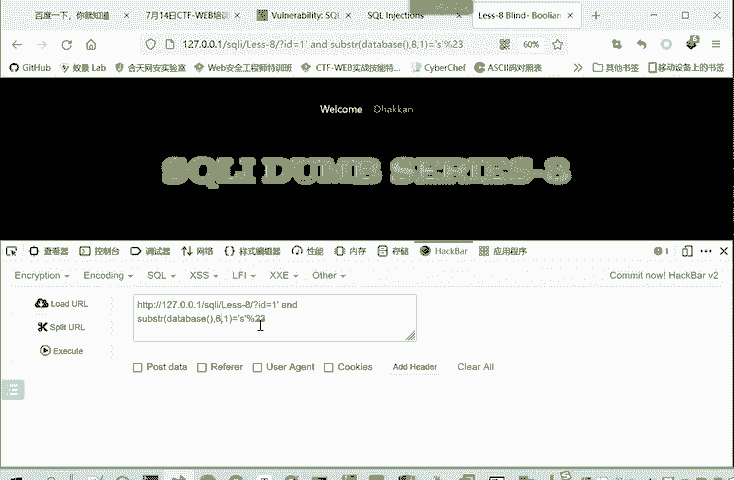 百度一下，你就知道
7月14日CTF-WEB培训
Vulnerability: SQL
SQL Injections
Less-8 Blind- Boolian
127.0.0.1/sqli/Less-8/?id=1' and substr(database(),8,1)='s'%23
60%
GitHub
蚁景 Lab
合天网安实验室
Web安全工程师特训班
CTF-WEB实战技能特...
CyberChef
ASCII码对照表
其他书签
移动设备上的书签
Welcome Dhakkan
SQLI DUMB SERIES-8
查看器
控制台
调试器
网络
样式编辑器
性能
内存
存储
HackBar
应用程序
1
Encryption
Encoding
SQL
XSS
LFI
XXE
Other
Commit now! HackBar v2
Load URL
Split URL
Execute
http://127.0.0.1/sqli/Less-8/?id=1' and
substr(database(),8,1)='s'%23
Post data
Referer
User Agent
Cookies
Add Header
Clear All